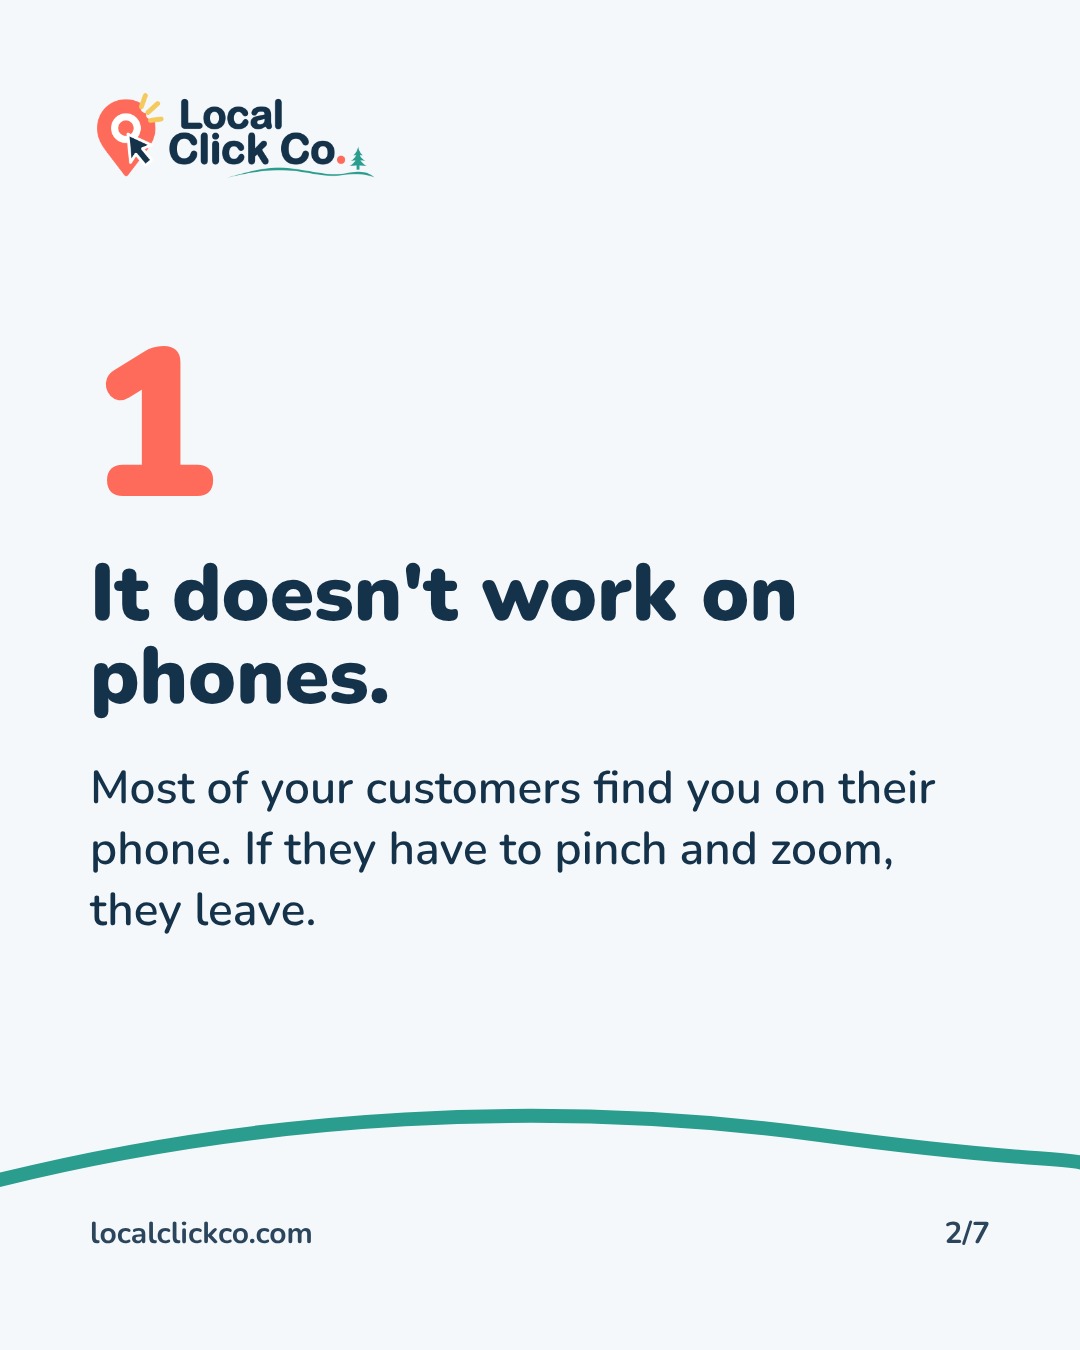 Local
Click Co.
1
It doesn't work on
phones.
Most of your customers find you on their
phone. If they have to pinch and zoom,
they leave.
localclickco.com
2/7